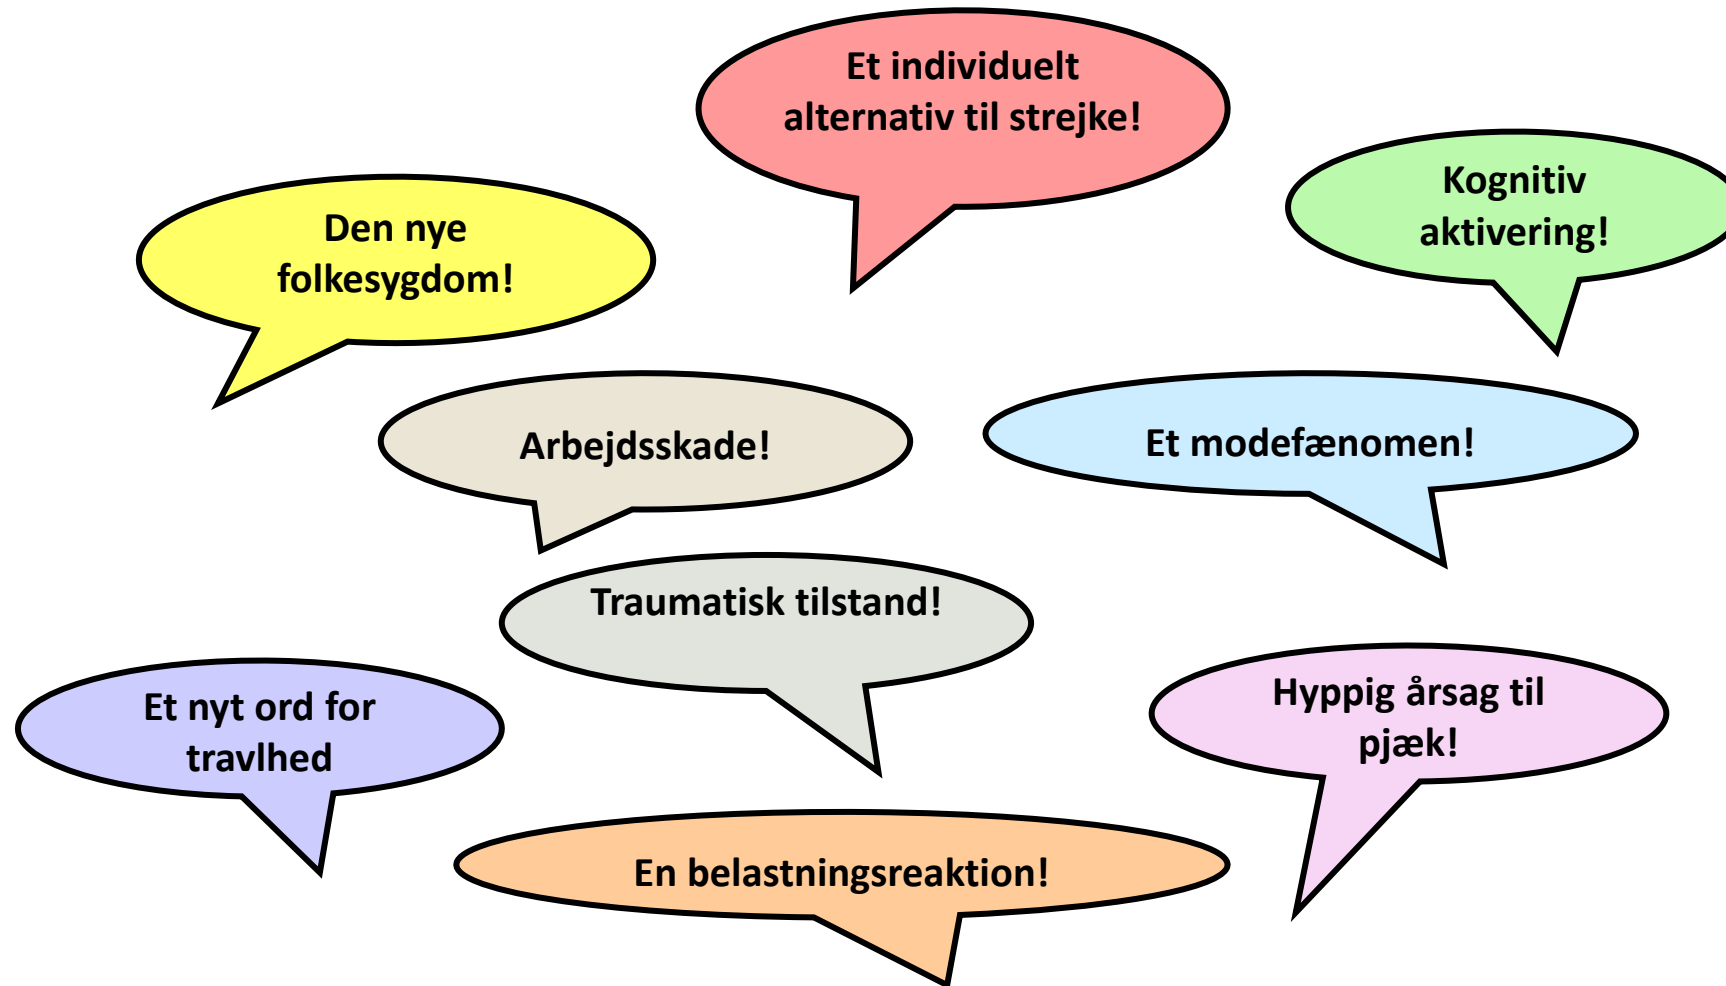 Et individuelt
alternativ til strejke!
Kognitiv
aktivering!
Den nye
folkesygdom!
Arbejdsskade!
Et modefænomen!
Traumatisk tilstand!
Et nyt ord for
travlhed
Hyppig årsag til
pjæk!
En belastningsreaktion!